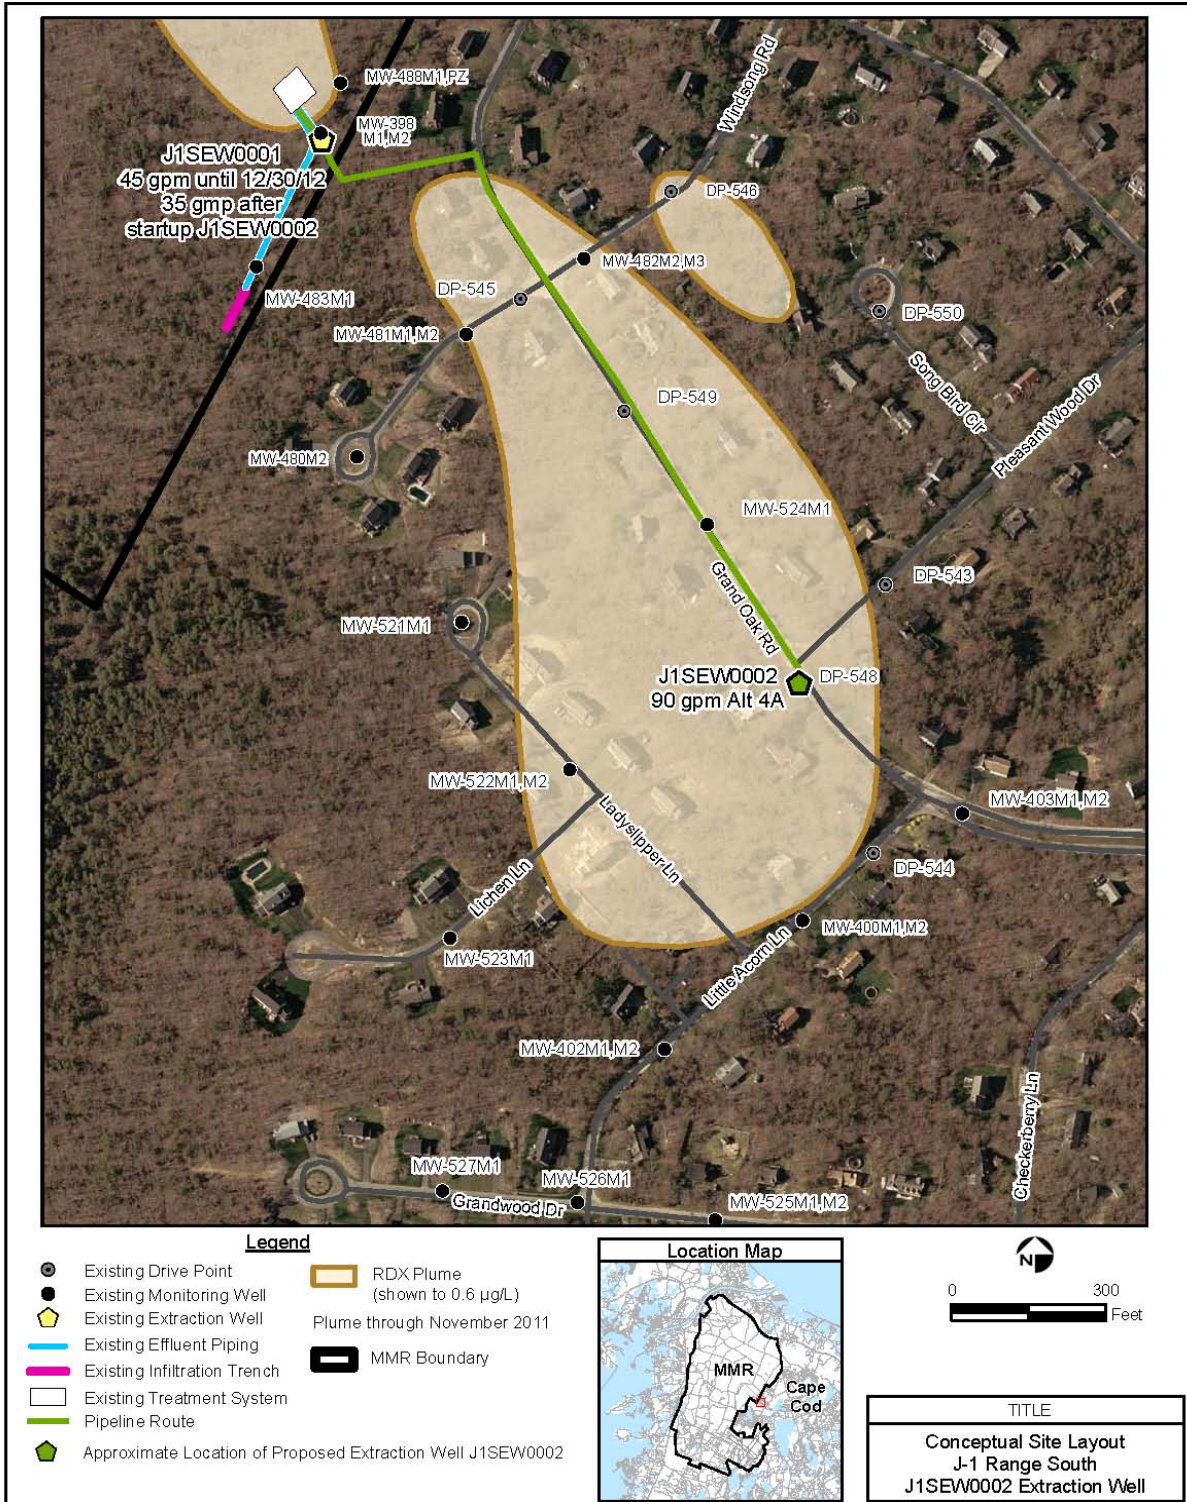 MW-488M1,PZ
MW-398
M1,M2
J1SEW0001
45 gpm until 12/30/12
35 gmp after
startup J1SEW0002
MW-483M1
Windsong Rd
DP-546
MW-482M2,M3
DP-545
MW-481M1,M2
DP-550
Song Bird Cir
Pleasant Wood Dr
DP-549
MW-480M2
MW-524M1
Grand Oak Rd
DP-543
MW-521M1
J1SEW0002
90 gpm Alt 4A
DP-548
MW-522M1,M2
Ladyslipper Ln
MW-403M1,M2
DP-544
Lichen Ln
MW-523M1
MW-400M1,M2
Little Acorn Ln
MW-402M1,M2
Checkerberry Ln
MW-527M1
MW-526M1
Grandwood Dr
MW-525M1,M2
Legend
Existing Drive Point
Existing Monitoring Well
Existing Extraction Well
Existing Effluent Piping
Existing Infiltration Trench
Existing Treatment System
Pipeline Route
Approximate Location of Proposed Extraction Well J1SEW0002
RDX Plume
(shown to 0.6 µg/L)
Plume through November 2011
MMR Boundary
Location Map
MMR
Cape
Cod
N
0 300
Feet
TITLE
Conceptual Site Layout
J-1 Range South
J1SEW0002 Extraction Well